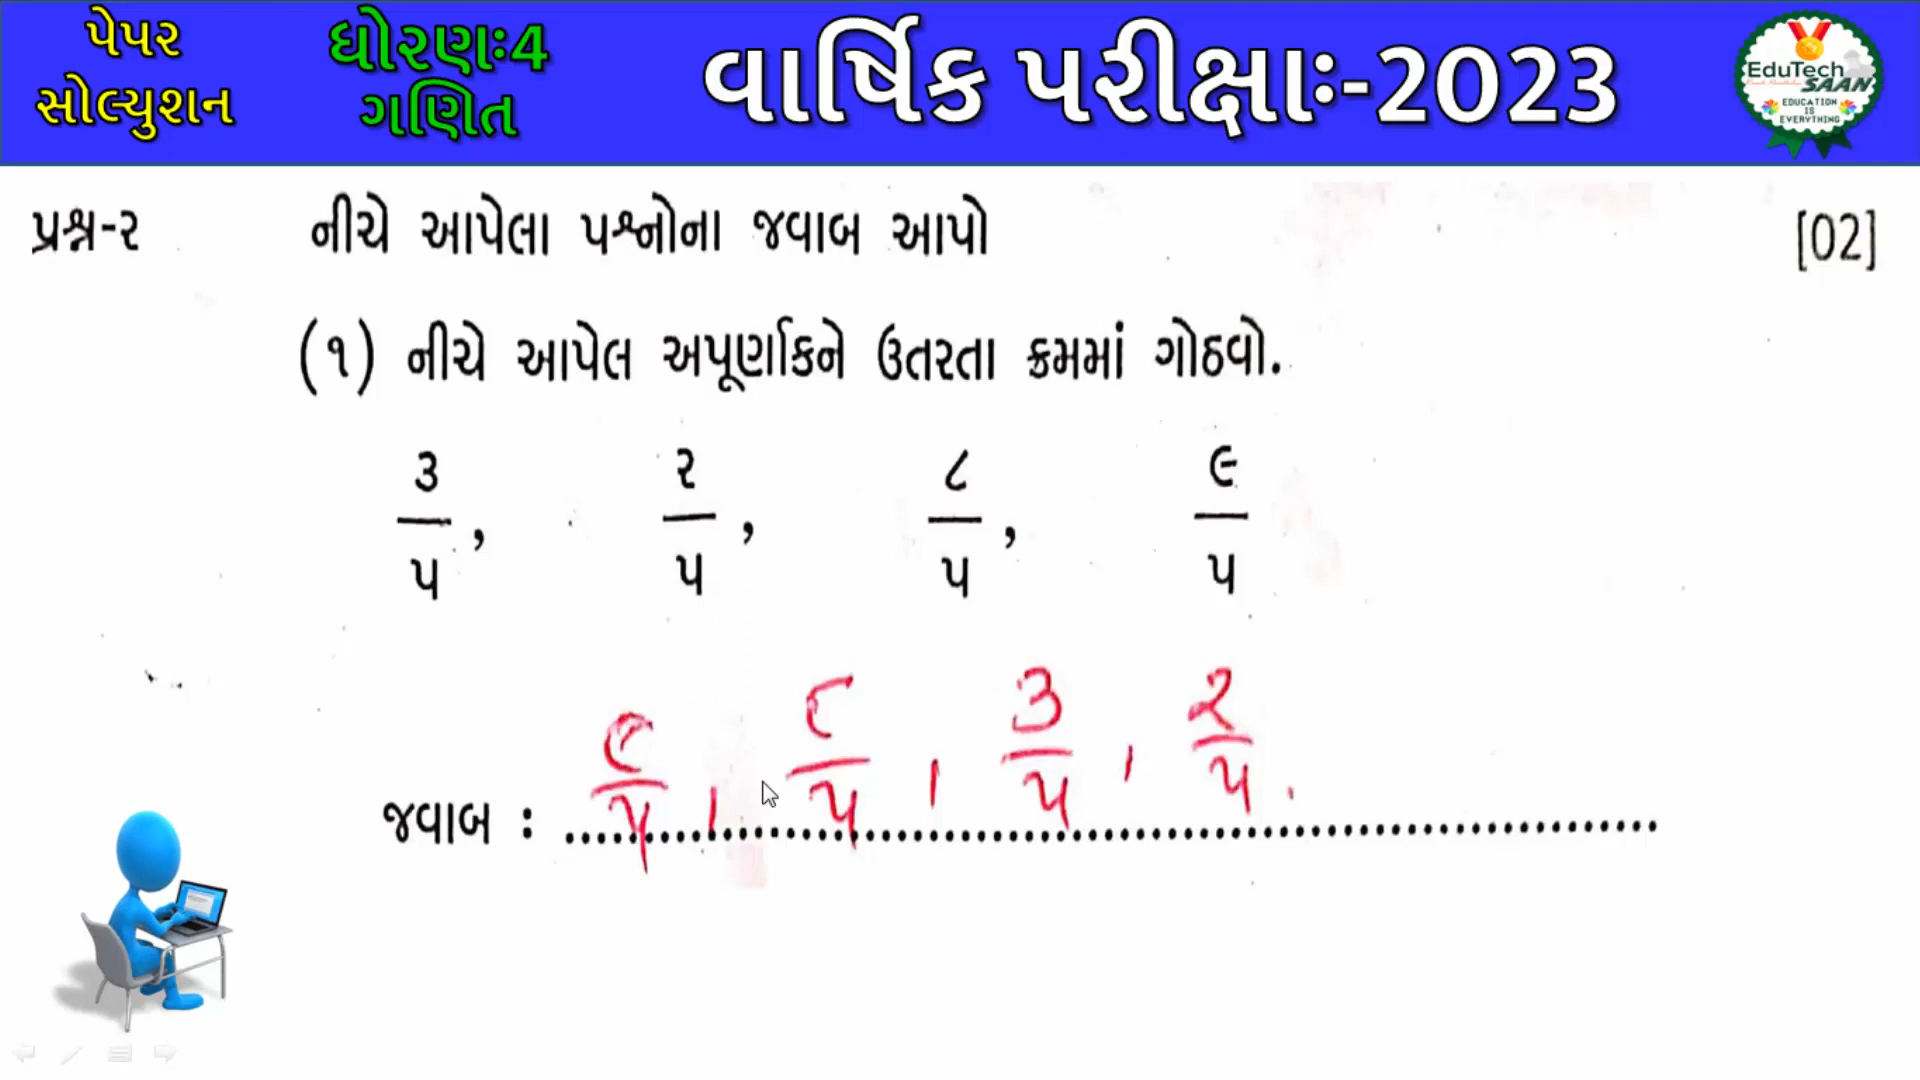 પેપર
સોલ્યુશન
ધોરણઃ4
ગણિત
વાર્ષિક પરીક્ષાઃ-2023
EduTech
SAAN
EDUCATION
IS
EVERYTHING
પ્રશ્ન-૨ નીચે આપેલા પશ્નોના જવાબ આપો [02]
(૧) નીચે આપેલ અપૂર્ણાકને ઉતરતા ક્રમમાં ગોઠવો.
૩/૫, ૨/૫, ૮/૫, ૯/૫
જવાબ : ૯/૫, ૮/૫, ૩/૫, ૨/૫.